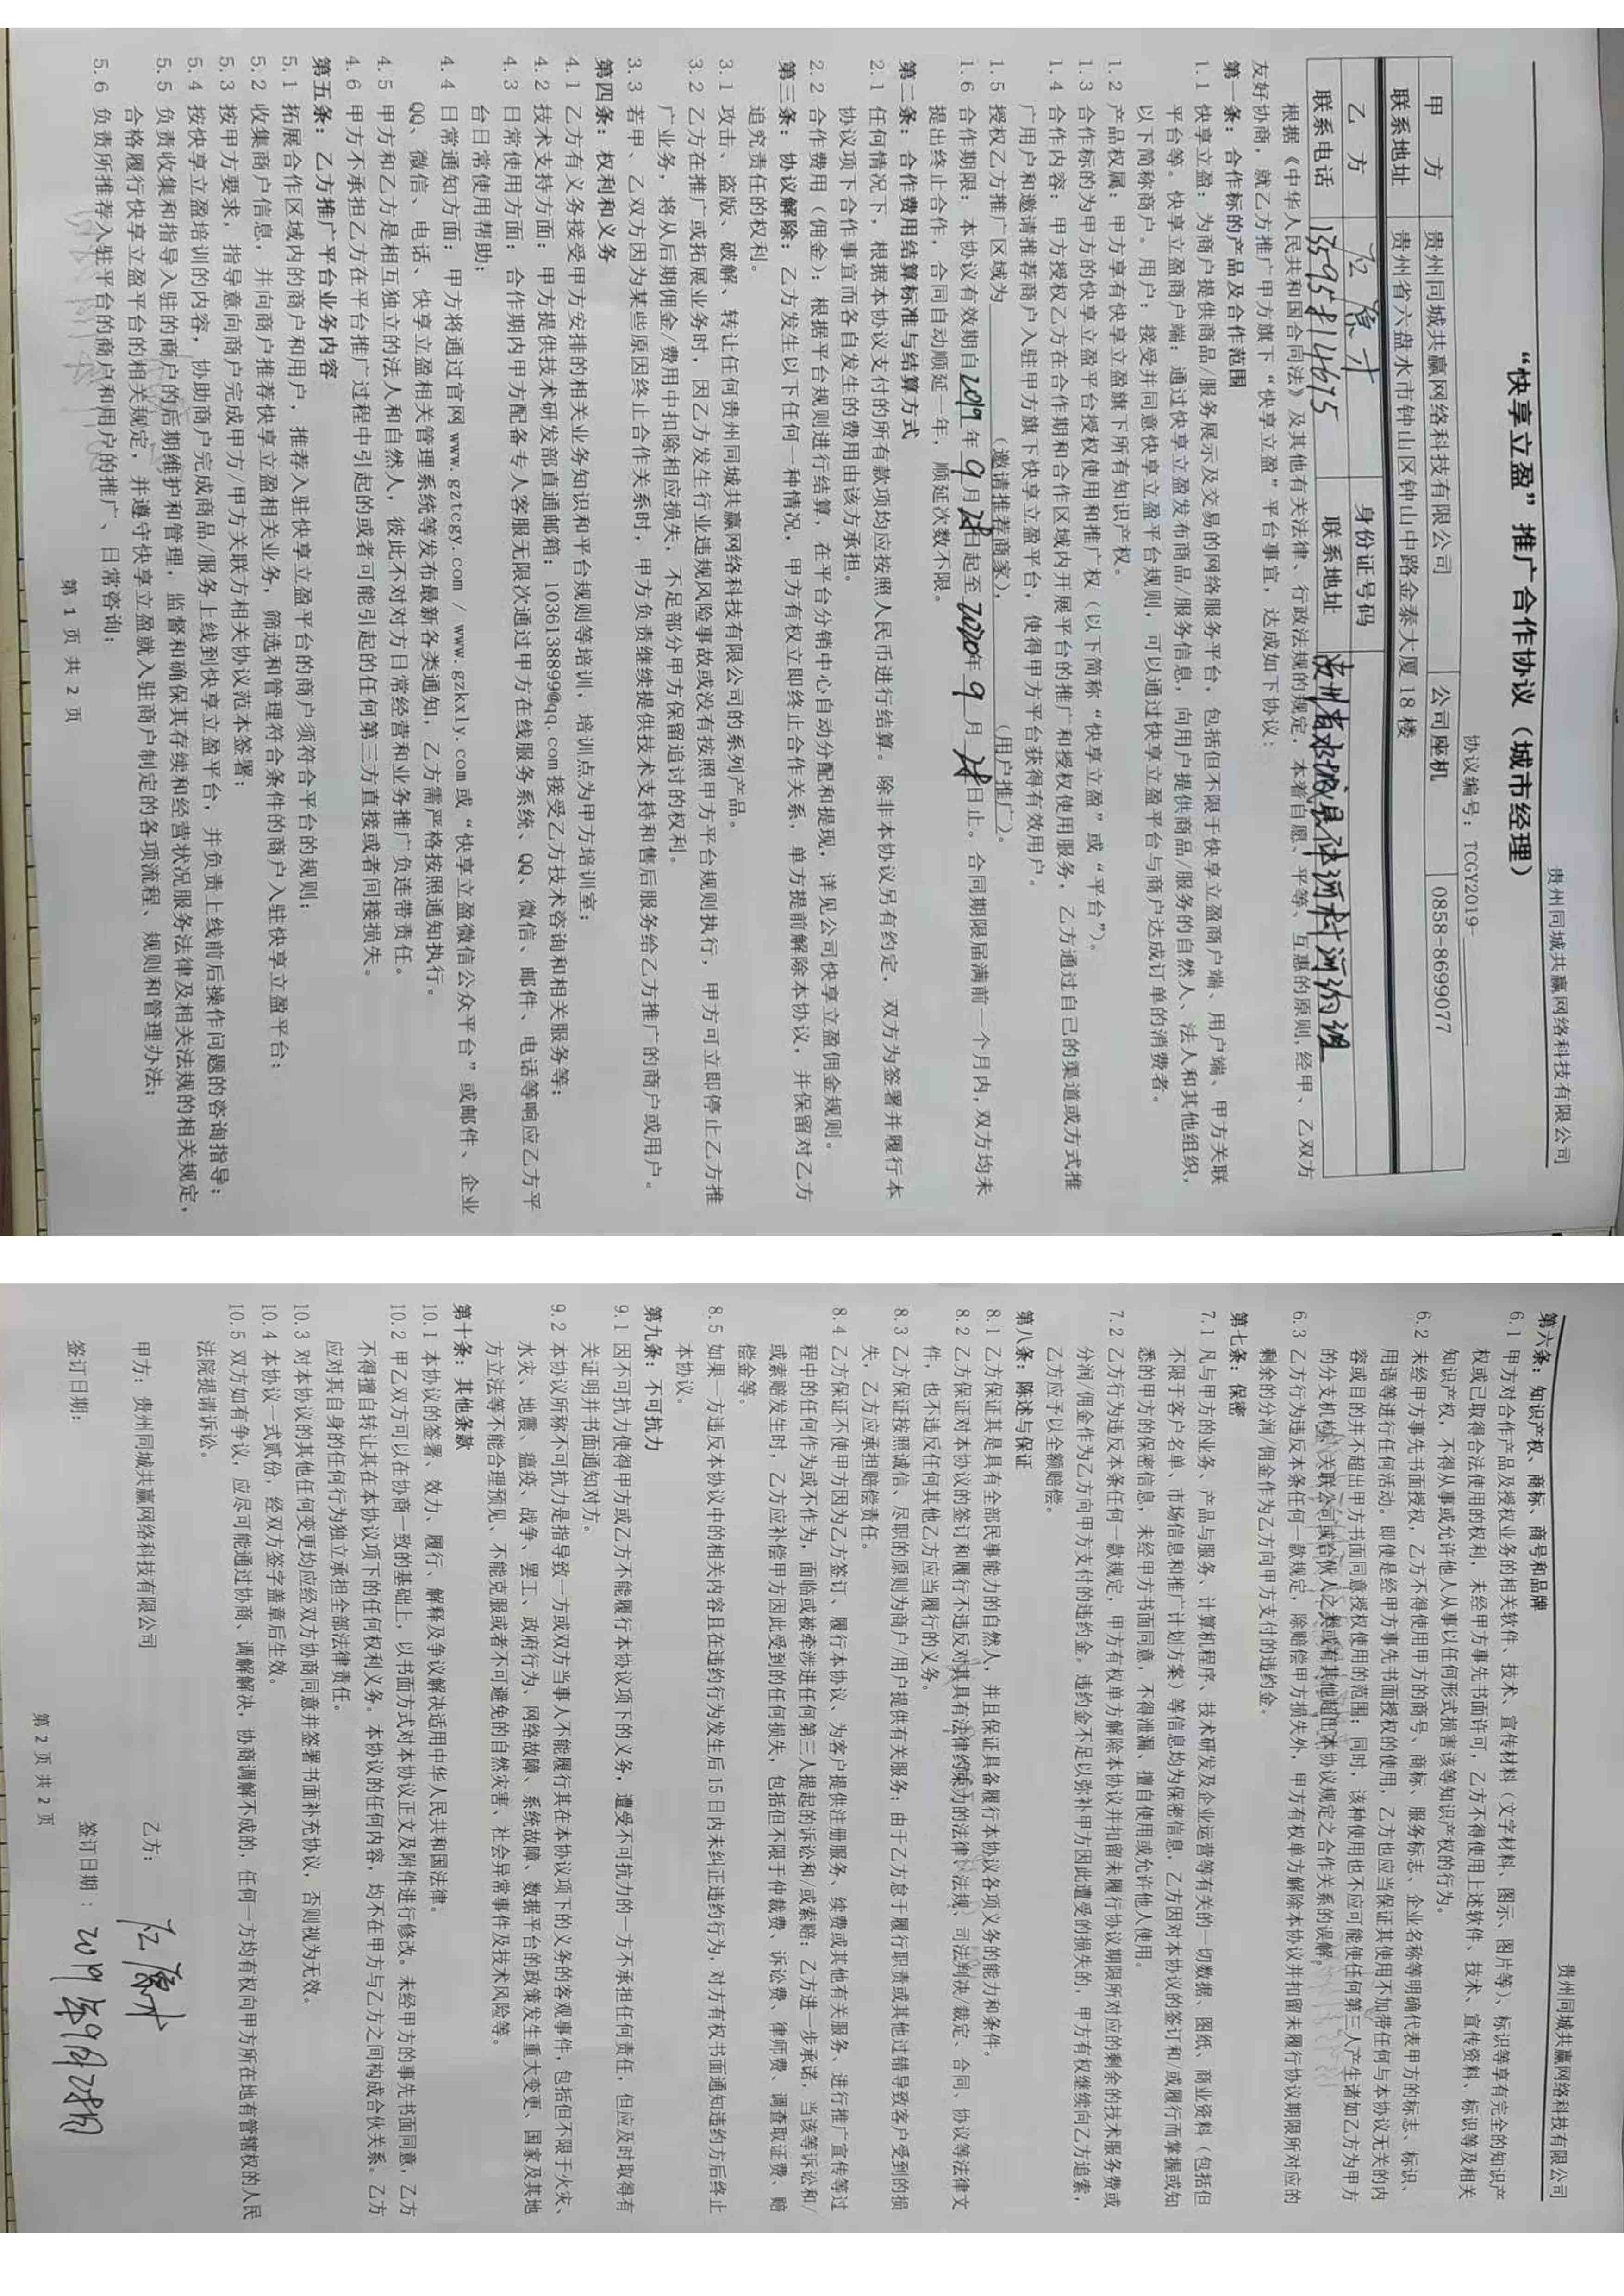 贵州同城共赢网络科技有限公司
“快享立盈”推广合作协议（城市经理）
协议编号：TCGY2019-
甲 方 贵州同城共赢网络科技有限公司 公司座机 0858-8699077
联系地址 贵州省六盘水市钟山区钟山中路金泰大厦 18 楼
乙 方 身份证号码
联系电话 13595814615 联系地址
根据《中华人民共和国合同法》及其他有关法律、行政法规的规定，本着自愿、平等、互惠的原则,经甲、乙双方
友好协商，就乙方推广甲方旗下“快享立盈”平台事宜，达成如下协议：
第一条：合作标的产品及合作范围
1.1 快享立盈：为商户提供商品/服务展示及交易的网络服务平台，包括但不限于快享立盈商户端、用户端、甲方关联
平台等。快享立盈商户端：通过快享立盈发布商品/服务信息，向用户提供商品/服务的自然人、法人和其他组织，
以下简称商户。用户：接受并同意快享立盈平台规则，可以通过快享立盈平台与商户达成订单的消费者。
1.2 产品权属：甲方享有快享立盈旗下所有知识产权。
1.3 合作标的为甲方的快享立盈平台授权使用和推广权（以下简称“快享立盈”或“平台”）。
1.4 合作内容：甲方授权乙方在合作期和合作区域内开展平台的推广和授权使用服务，乙方通过自己的渠道或方式推
广用户和邀请推荐商户入驻甲方旗下快享立盈平台，使得甲方平台获得有效用户。
1.5 授权乙方推广区域为（邀请推荐商家），（用户推广）。
1.6 合作期限：本协议有效期自2019年9月28日起至2020年9月28日止。合同期限届满前一个月内,双方均未
提出终止合作，合同自动顺延一年，顺延次数不限。
第二条：合作费用结算标准与结算方式
2.1 任何情况下，根据本协议支付的所有款项均应按照人民币进行结算。除非本协议另有约定，双方为签署并履行本
协议项下合作事宜而各自发生的费用由该方承担。
2.2 合作费用（佣金）：根据平台规则进行结算，在平台分销中心自动分配和提现，详见公司快享立盈佣金规则。
第三条：协议解除：乙方发生以下任何一种情况，甲方有权立即终止合作关系，单方提前解除本协议，并保留对乙方
追究责任的权利。
3.1 攻击、盗版、破解、转让任何贵州同城共赢网络科技有限公司的系列产品。
3.2 乙方在推广或拓展业务时，因乙方发生行业违规风险事故或没有按照甲方平台规则执行，甲方可立即停止乙方推
广业务，将从后期佣金/费用中扣除相应损失，不足部分甲方保留追讨的权利。
3.3 若甲、乙双方因为某些原因终止合作关系时，甲方负责继续提供技术支持和售后服务给乙方推广的商户或用户。
第四条：权利和义务
4.1 乙方有义务接受甲方安排的相关业务知识和平台规则等培训，培训点为甲方培训室；
4.2 技术支持方面：甲方提供技术研发部直通邮箱：1036138899@qq.com 接受乙方技术咨询和相关服务等；
4.3 日常使用方面：合作期内甲方配备专人客服无限次通过甲方在线服务系统、QQ、微信、邮件、电话等响应乙方平
台日常使用帮助；
4.4 日常通知方面：甲方将通过官网 www.gztcgy.com / www.gzkxly.com 或“快享立盈微信公众平台”或邮件、企业
QQ、微信、电话、快享立盈相关管理系统等发布最新各类通知，乙方需严格按照通知执行。
4.5 甲方和乙方是相互独立的法人和自然人，彼此不对对方日常经营和业务推广负连带责任。
4.6 甲方不承担乙方在平台推广过程中引起的或者可能引起的任何第三方直接或者间接损失。
第五条：乙方推广平台业务内容
5.1 拓展合作区域内的商户和用户，推荐入驻快享立盈平台的商户须符合平台的规则；
5.2 收集商户信息，并向商户推荐快享立盈相关业务，筛选和管理符合条件的商户入驻快享立盈平台；
5.3 按甲方要求，指导意向商户完成甲方/甲方关联方相关协议范本签署；
5.4 按快享立盈培训的内容，协助商户完成商品/服务上线到快享立盈平台，并负责上线前后操作问题的咨询指导；
5.5 负责收集和指导入驻的商户的后期维护和管理，监督和确保其存续和经营状况服务法律及相关法规的相关规定，
合格履行快享立盈平台的相关规定，并遵守快享立盈就入驻商户制定的各项流程、规则和管理办法；
5.6 负责所推荐入驻平台的商户和用户的推广、日常咨询；
第 1 页 共 2 页
贵州同城共赢网络科技有限公司
第六条：知识产权、商标、商号和品牌
6.1 甲方对合作产品及授权业务的相关软件、技术、宣传材料（文字材料、图示、图片等）、标识等享有完全的知识产
权或已取得合法使用的权利，未经甲方事先书面许可，乙方不得使用上述软件、技术、宣传资料、标识等及相关
知识产权，不得从事或允许他人从事以任何形式损害该等知识产权的行为。
6.2 未经甲方事先书面授权，乙方不得使用甲方的商号、商标、服务标志、企业名称等明确代表甲方的标志、标识、
用语等进行任何活动。即使是经甲方事先书面授权的使用，乙方也应当保证其使用不加带任何与本协议无关的内
容或目的并不超出甲方书面同意授权使用的范围；同时，该种使用也不应可能使任何第三人产生诸如乙方为甲方
的分支机构、关联公司或合伙人之类或有其他超出本协议规定之合作关系的误解。
6.3 乙方行为违反本条任何一款规定，除赔偿甲方损失外，甲方有权单方解除本协议并扣留未履行协议期限所对应的
剩余的分润/佣金作为乙方向甲方支付的违约金。
第七条：保密
7.1 凡与甲方的业务、产品与服务、计算机程序、技术研发及企业运营等有关的一切数据、图纸、商业资料（包括但
不限于客户名单、市场信息和推广计划方案）等信息均为保密信息，乙方因对本协议的签订和/或履行而掌握或知
悉的甲方的保密信息，未经甲方书面同意，不得泄漏、擅自使用或允许他人使用。
7.2 乙方行为违反本条任何一款规定，甲方有权单方解除本协议并扣留未履行协议期限所对应的剩余的技术服务费或
分润/佣金作为乙方向甲方支付的违约金。违约金不足以弥补甲方因此遭受的损失的，甲方有权继续向乙方追索，
乙方应予以全额赔偿。
第八条：陈述与保证
8.1 乙方保证其是具有全部民事能力的自然人，并且保证具备履行本协议各项义务的能力和条件。
8.2 乙方保证对本协议的签订和履行不违反对其具有法律约束力的法律、法规、司法判决/裁定、合同、协议等法律文
件，也不违反任何其他乙方应当履行的义务。
8.3 乙方保证按照诚信、尽职的原则为商户/用户提供有关服务；由于乙方怠于履行职责或其他过错导致客户受到的损
失，乙方应承担赔偿责任。
8.4 乙方保证不使甲方因为乙方签订、履行本协议、为客户提供注册服务、续费或其他有关服务、进行推广宣传等过
程中的任何作为或不作为，面临或被牵涉进任何第三人提起的诉讼和/或索赔；乙方进一步承诺，当该等诉讼和/
或索赔发生时，乙方应补偿甲方因此受到的任何损失，包括但不限于仲裁费、诉讼费、律师费、调查取证费、赔
偿金等。
8.5 如果一方违反本协议中的相关内容且在违约行为发生后 15 日内未纠正违约行为，对方有权书面通知违约方后终止
本协议。
第九条：不可抗力
9.1 因不可抗力使得甲方或乙方不能履行本协议项下的义务，遭受不可抗力的一方不承担任何责任，但应及时取得有
关证明并书面通知对方。
9.2 本协议所称不可抗力是指导致一方或双方当事人不能履行其在本协议项下的义务的客观事件，包括但不限于火灾、
水灾、地震、瘟疫、战争、罢工、政府行为、网络故障、系统故障、数据平台的政策发生重大变更、国家及其地
方立法等不能合理预见、不能克服或者不可避免的自然灾害、社会异常事件及技术风险等。
第十条：其他条款
10.1 本协议的签署、效力、履行、解释及争议解决适用中华人民共和国法律。
10.2 甲乙双方可以在协商一致的基础上，以书面方式对本协议正文及附件进行修改。未经甲方的事先书面同意，乙方
不得擅自转让其在本协议项下的任何权利义务。本协议的任何内容，均不在甲方与乙方之间构成合伙关系。乙方
应对其自身的任何行为独立承担全部法律责任。
10.3 对本协议的其他任何变更均应经双方协商同意并签署书面补充协议，否则视为无效。
10.4 本协议一式贰份，经双方签字盖章后生效。
10.5 双方如有争议，应尽可能通过协商、调解解决，协商调解不成的，任何一方均有权向甲方所在地有管辖权的人民
法院提请诉讼。
甲方：贵州同城共赢网络科技有限公司 乙方：
签订日期： 签订日期：2019年9月28日
第 2 页 共 2 页